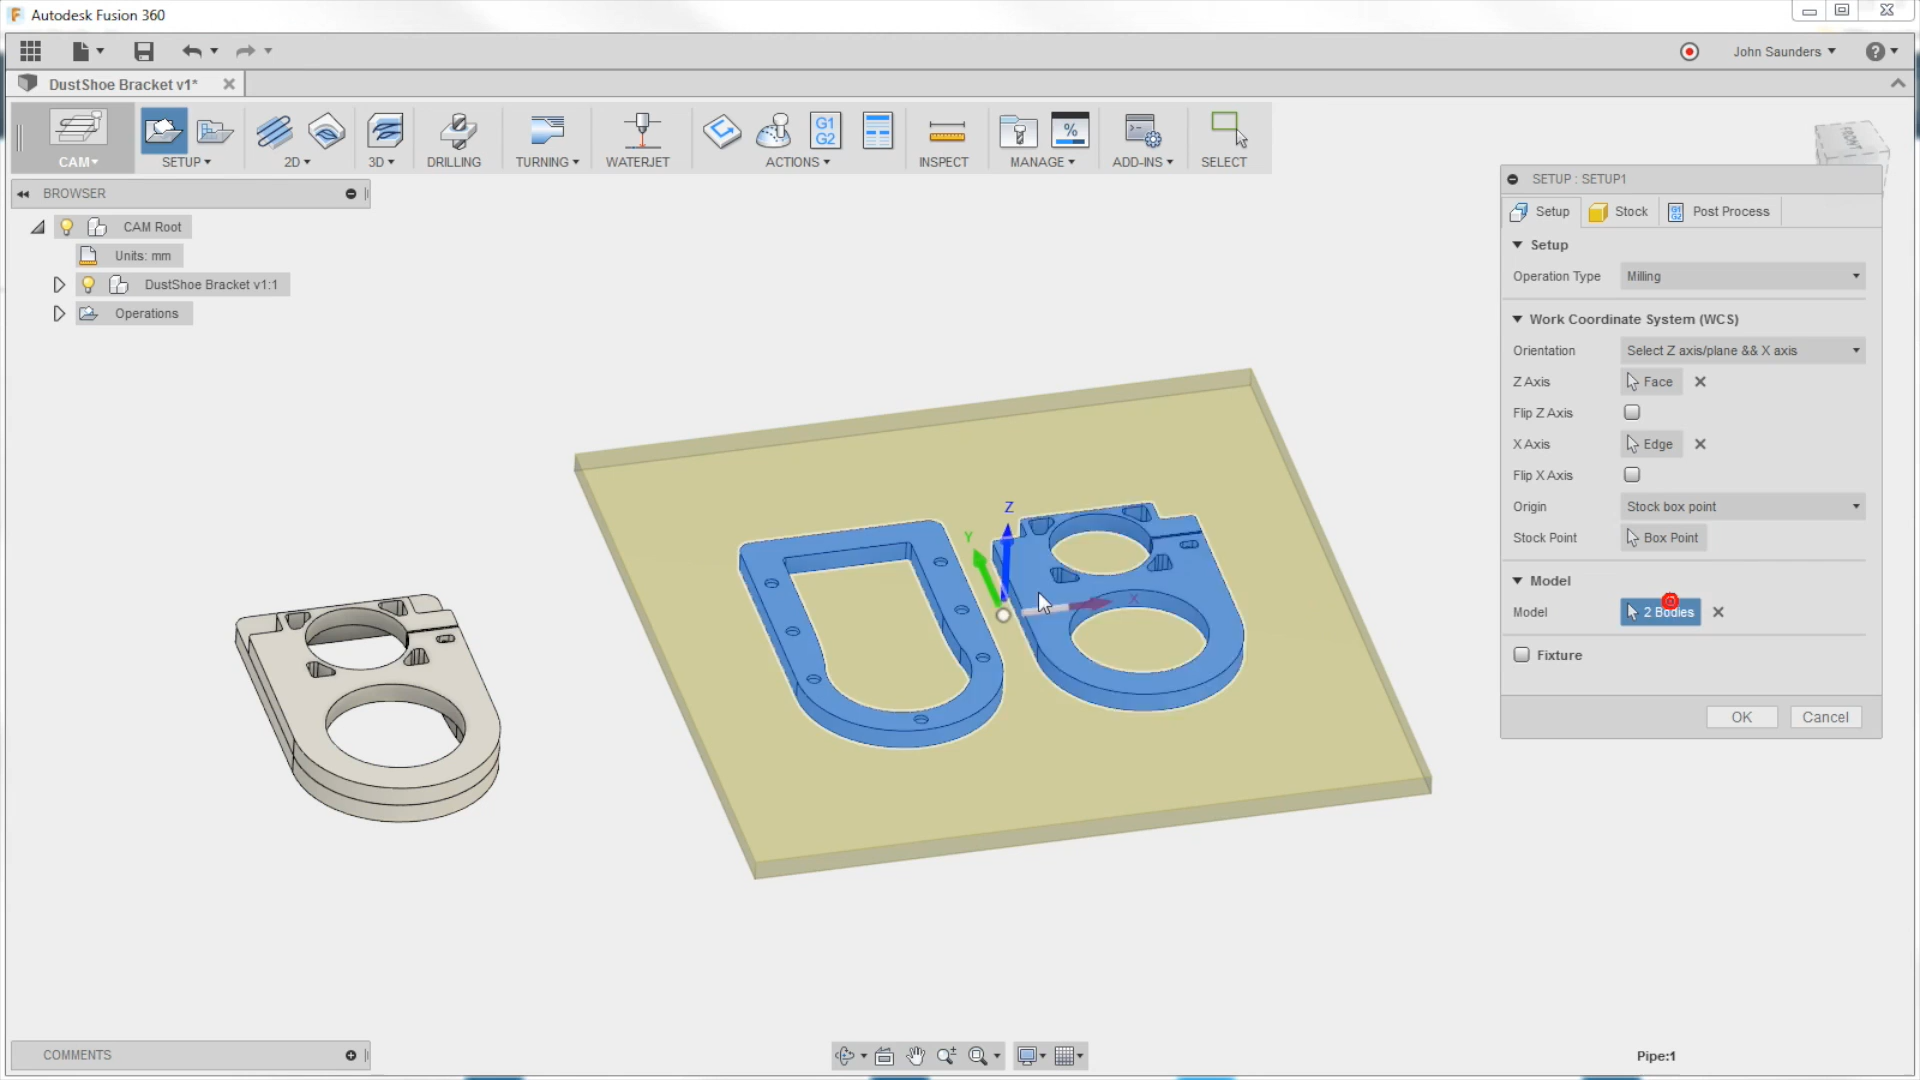 Autodesk Fusion 360
John Saunders
DustShoe Bracket v1*
CAM
SETUP
2D
3D
DRILLING
TURNING
WATERJET
G1
G2
ACTIONS
INSPECT
%
MANAGE
ADD-INS
SELECT
FRONT
BROWSER
CAM Root
Units: mm
DustShoe Bracket v1:1
Operations
SETUP : SETUP1
Setup
Stock
Post Process
Setup
Operation Type
Milling
Work Coordinate System (WCS)
Orientation
Select Z axis/plane && X axis
Z Axis
Face
Flip Z Axis
X Axis
Edge
Flip X Axis
Origin
Stock box point
Stock Point
Box Point
Model
Model
2 Bodies
Fixture
OK
Cancel
Z
Y
X
COMMENTS
Pipe:1